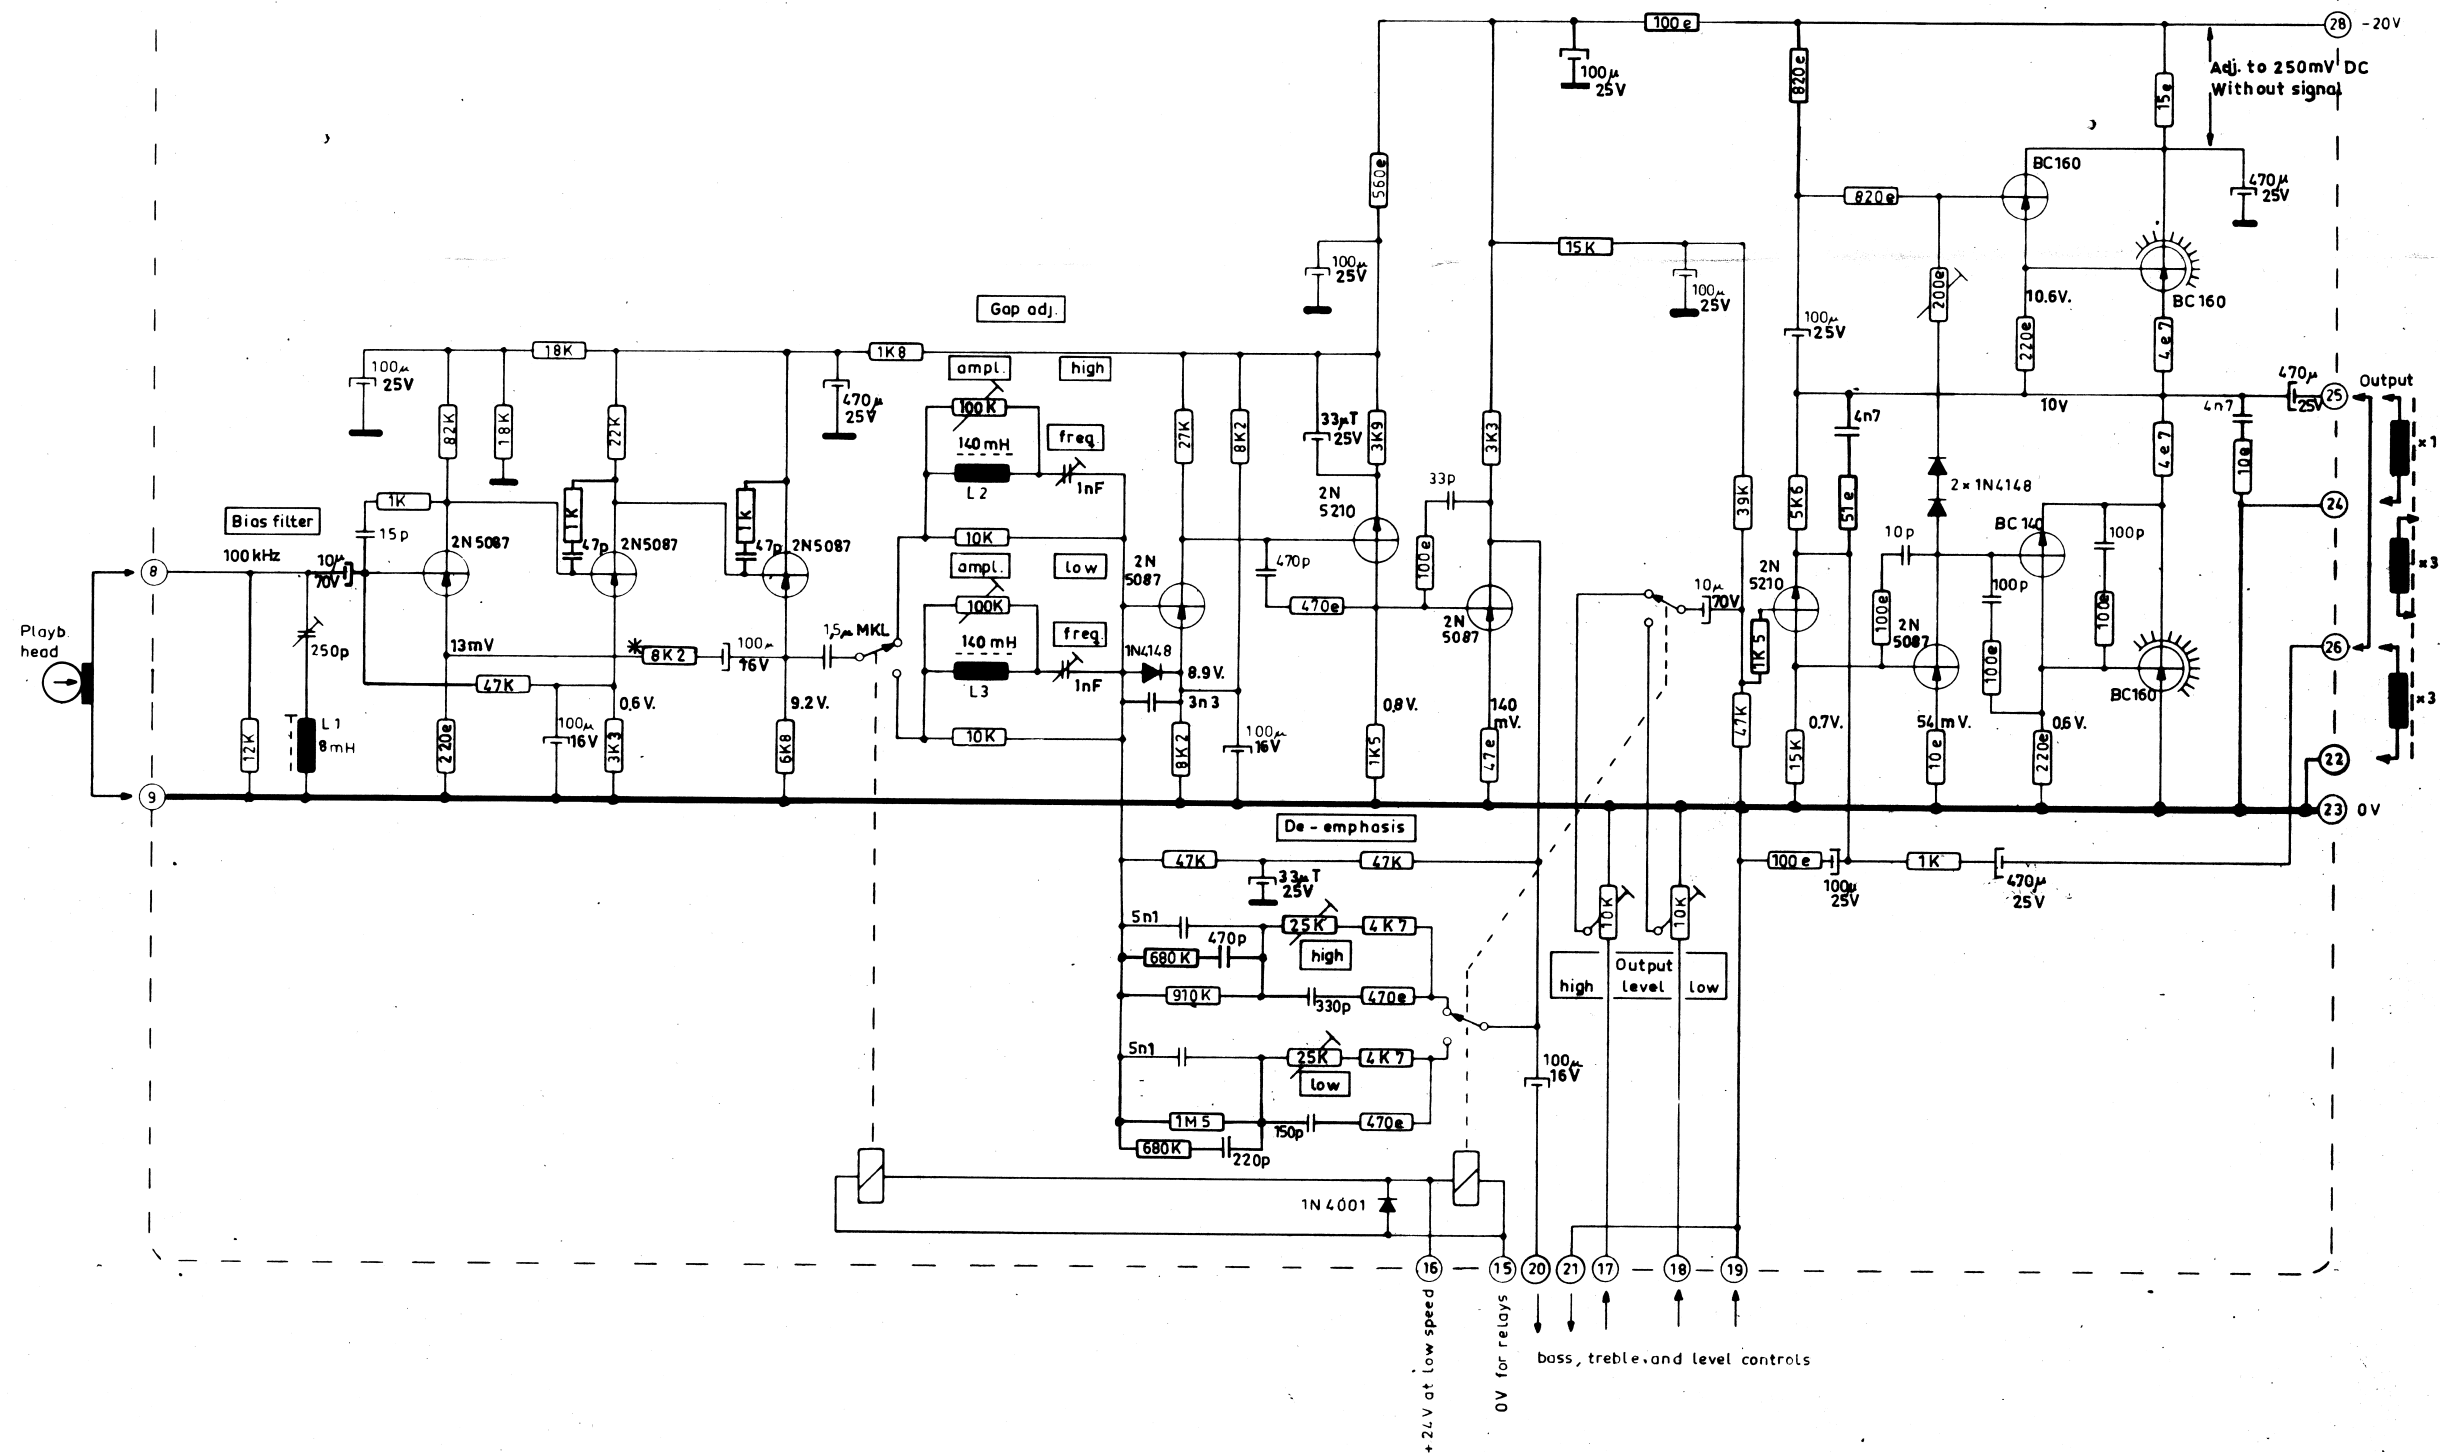 100e
28
-20V
100µ
25V
820e
Adj. to 250mV DC
Without signal
15e
BC160
560e
820e
470µ
25V
15K
100µ
25V
100µ
25V
200e
10.6V.
BC160
Gap adj.
100µ
25V
220e
4e7
18K
1K8
100µ
25V
ampl.
high
470µ
25V
Output
25
470µ
25V
100K
10V
4n7
82K
18K
22K
140mH
freq.
27K
8K2
33µT
25V
3K9
3K3
4n7
4e7
10e
x1
L2
1nF
33p
2x1N4148
1K
1K
1K
2N
5210
39K
5K6
51e
24
Bias filter
15p
10p
BC140
100p
100kHz
10µ
70V
2N5087
47p
2N5087
47p
2N5087
10K
ampl.
low
2N
5087
470p
100e
2N
5210
100p
x3
8
100K
470e
10µ
70V
100e
2N
5087
100e
Playb.
head
250p
13mV
*
8K2
100µ
16V
1,5µ MKL
140mH
freq.
1N4148
2N
5087
1K5
100e
26
47K
L3
1nF
8.9V.
3n3
BC160
x3
L1
8mH
12K
220e
100µ
16V
0.6V.
3K3
9.2V.
6K8
10K
8K2
100µ
16V
0,8V.
1K5
140
mV.
47e
47K
0.7V.
15K
54mV.
10e
0,6V.
220e
22
9
23
0V
De-emphasis
47K
47K
33µT
25V
100e
100µ
25V
1K
470µ
25V
5n1
25K
4K7
10K
10K
680K
470p
high
Output
high
level
low
910K
330p
470e
5n1
25K
4K7
low
100µ
16V
1M5
150p
470e
680K
220p
1N4001
16
15
20
21
17
18
19
+24V at low speed
0V for relays
bass, treble, and level controls